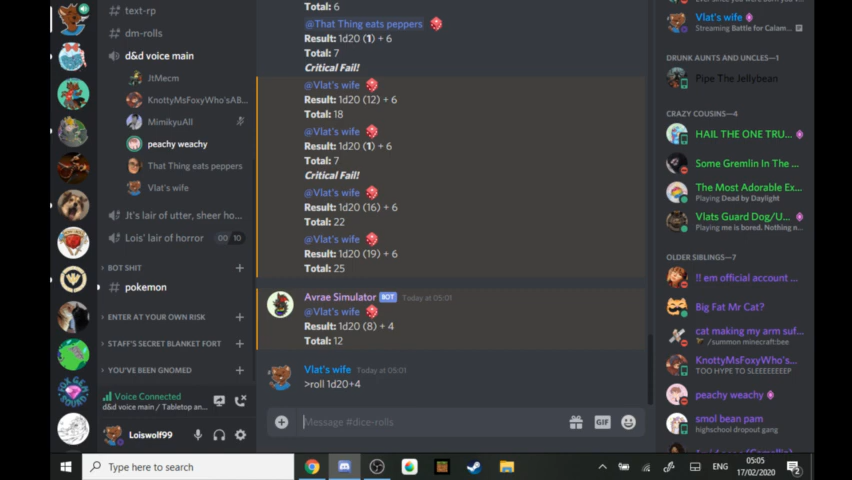 text-rp
dm-rolls
d&d voice main
JtMecm
KnottyMsFoxyWho'sAB...
MimikyuAll
peachy weachy
That Thing eats peppers
Vlat's wife
Jt's lair of utter, sheer ho...
Lois' lair of horror 00 10
BOT SHIT
pokemon
ENTER AT YOUR OWN RISK
STAFF'S SECRET BLANKET FORT
YOU'VE BEEN GNOMED
Voice Connected
d&d voice main / Tabletop an...
Loiswolf99
Total: 6
@That Thing eats peppers
Result: 1d20 (1) + 6
Total: 7
Critical Fail!
@Vlat's wife
Result: 1d20 (12) + 6
Total: 18
@Vlat's wife
Result: 1d20 (1) + 6
Total: 7
Critical Fail!
@Vlat's wife
Result: 1d20 (16) + 6
Total: 22
@Vlat's wife
Result: 1d20 (19) + 6
Total: 25
Avrae Simulator BOT Today at 05:01
@Vlat's wife
Result: 1d20 (8) + 4
Total: 12
Vlat's wife Today at 05:01
>roll 1d20+4
Message #dice-rolls
GIF
Vlat's wife
Streaming Battle for Calam...
DRUNK AUNTS AND UNCLES—1
Pipe The Jellybean
CRAZY COUSINS—4
HAIL THE ONE TRU...
Some Gremlin In The ...
The Most Adorable Ex...
Playing Dead by Daylight
Vlats Guard Dog/U...
Playing me is bored. Nothing n...
OLDER SIBLINGS—7
!! em official account ...
Big Fat Mr Cat?
cat making my arm suf...
/summon minecraft:bee
KnottyMsFoxyWho's...
TOO HYPE TO SLEEEEEEEP
peachy weachy
smol bean pam
highschool dropout gang
Type here to search
ENG
05:05
17/02/2020
2